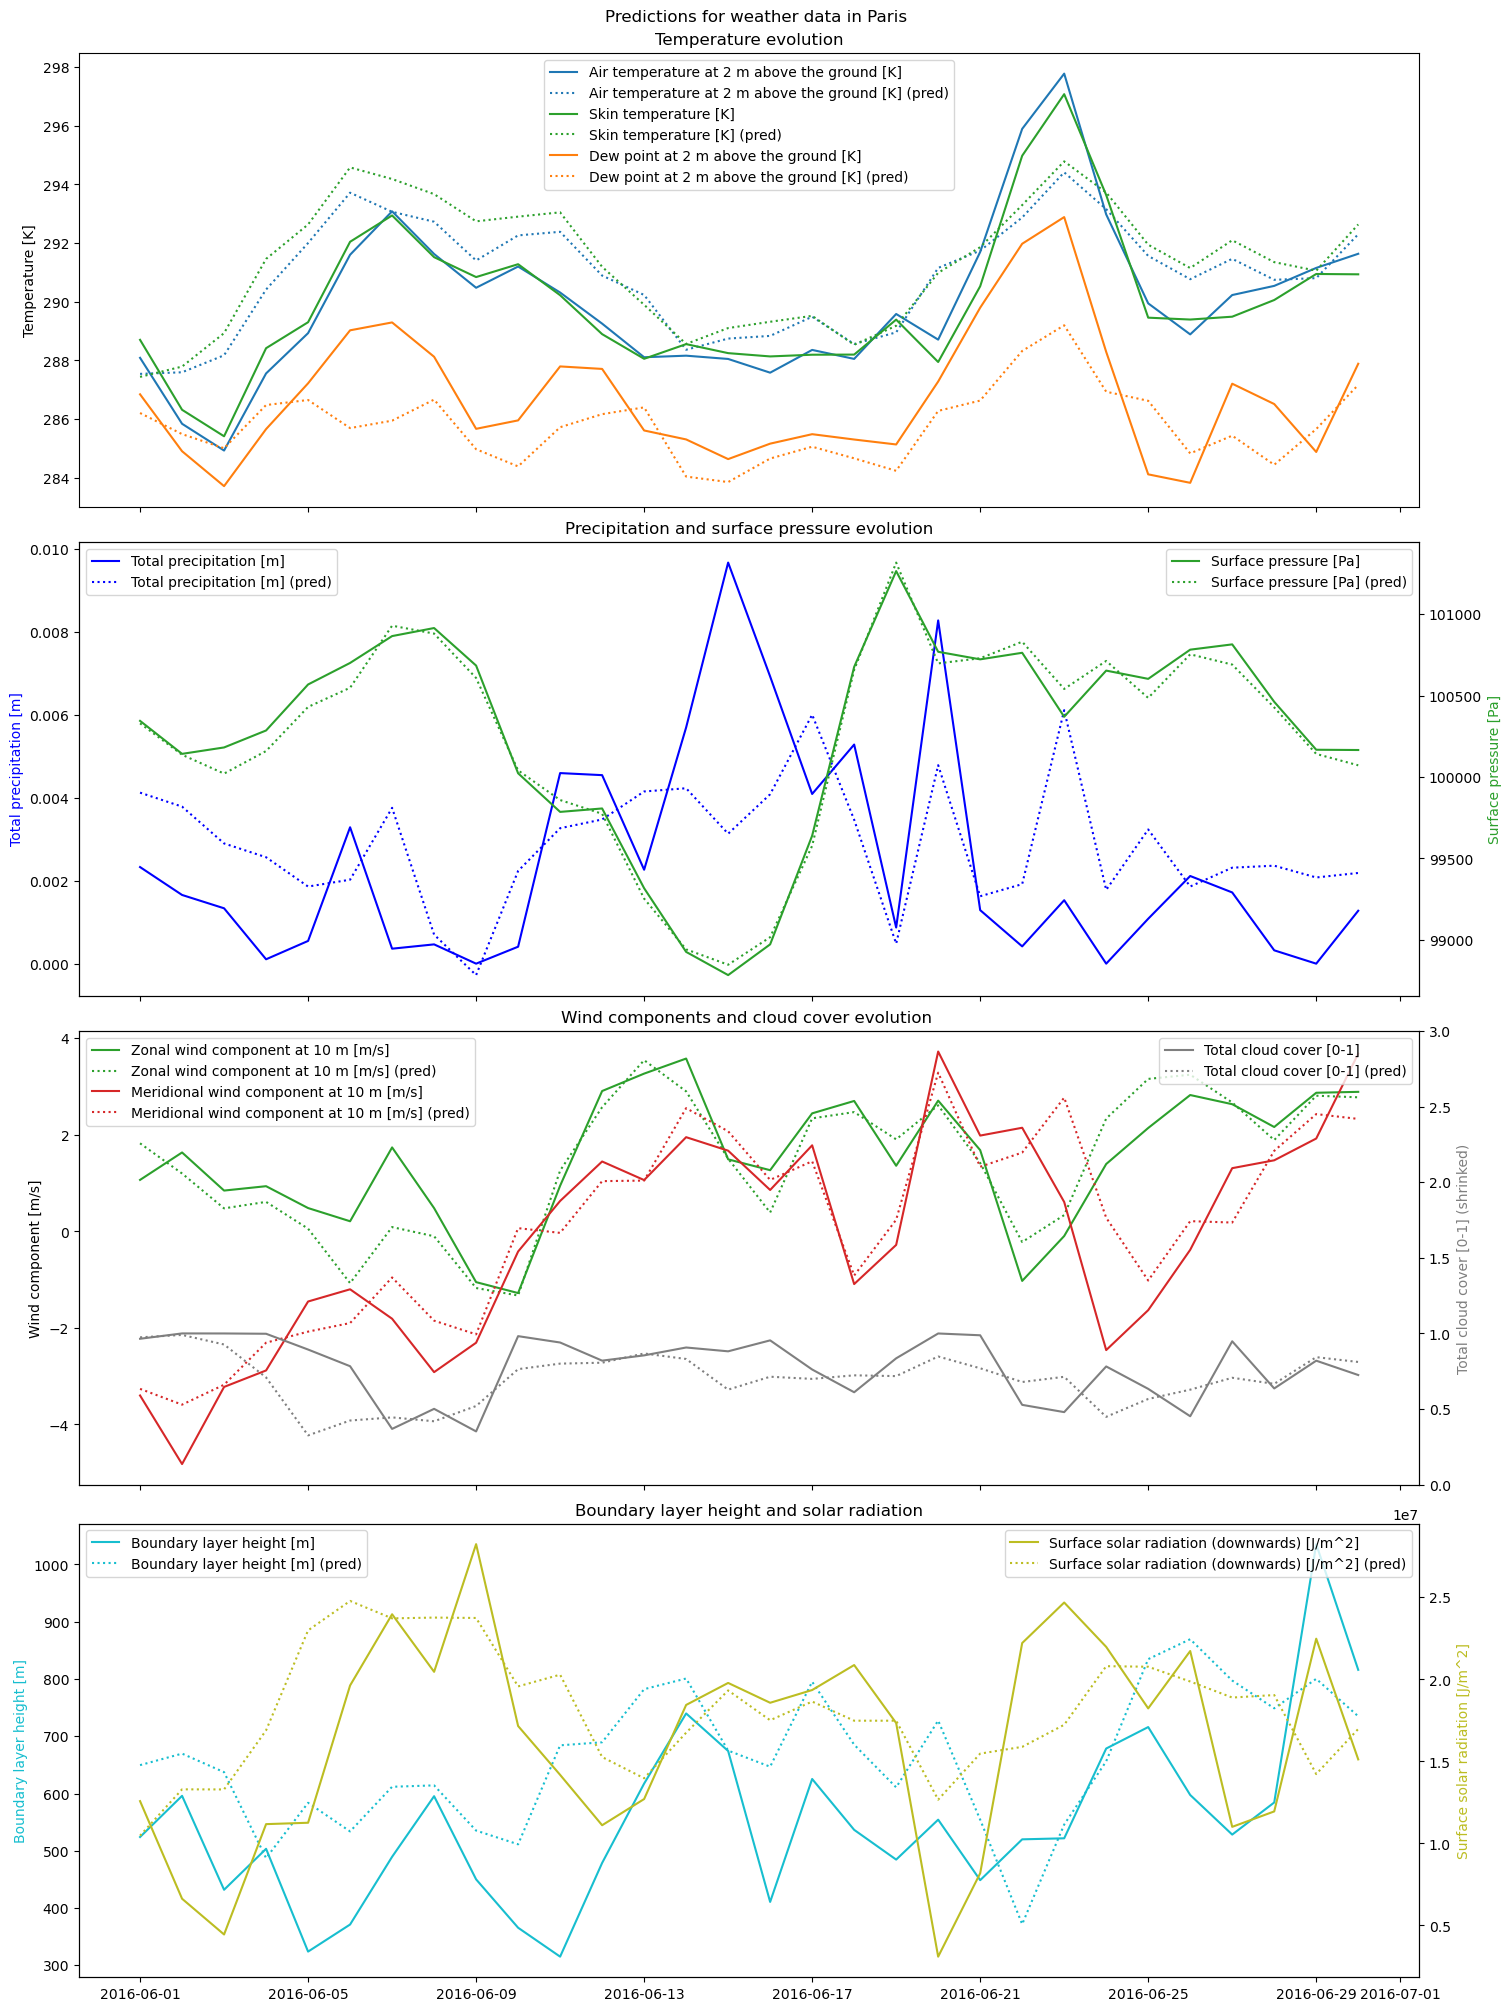 Predictions for weather data in Paris
Temperature evolution
Temperature [K]
298
296
294
292
290
288
286
284
Air temperature at 2 m above the ground [K]
Air temperature at 2 m above the ground [K] (pred)
Skin temperature [K]
Skin temperature [K] (pred)
Dew point at 2 m above the ground [K]
Dew point at 2 m above the ground [K] (pred)
Precipitation and surface pressure evolution
Total precipitation [m]
0.010
0.008
0.006
0.004
0.002
0.000
Total precipitation [m]
Total precipitation [m] (pred)
Surface pressure [Pa]
Surface pressure [Pa] (pred)
101000
100500
100000
99500
99000
Surface pressure [Pa]
Wind components and cloud cover evolution
Wind component [m/s]
4
2
0
−2
−4
Zonal wind component at 10 m [m/s]
Zonal wind component at 10 m [m/s] (pred)
Meridional wind component at 10 m [m/s]
Meridional wind component at 10 m [m/s] (pred)
Total cloud cover [0-1]
Total cloud cover [0-1] (pred)
3.0
2.5
2.0
1.5
1.0
0.5
0.0
Total cloud cover [0-1] (shrinked)
Boundary layer height and solar radiation
1e7
Boundary layer height [m]
1000
900
800
700
600
500
400
300
Boundary layer height [m]
Boundary layer height [m] (pred)
Surface solar radiation (downwards) [J/m^2]
Surface solar radiation (downwards) [J/m^2] (pred)
2.5
2.0
1.5
1.0
0.5
Surface solar radiation [J/m^2]
2016-06-01 2016-06-05 2016-06-09 2016-06-13 2016-06-17 2016-06-21 2016-06-25 2016-06-29 2016-07-01